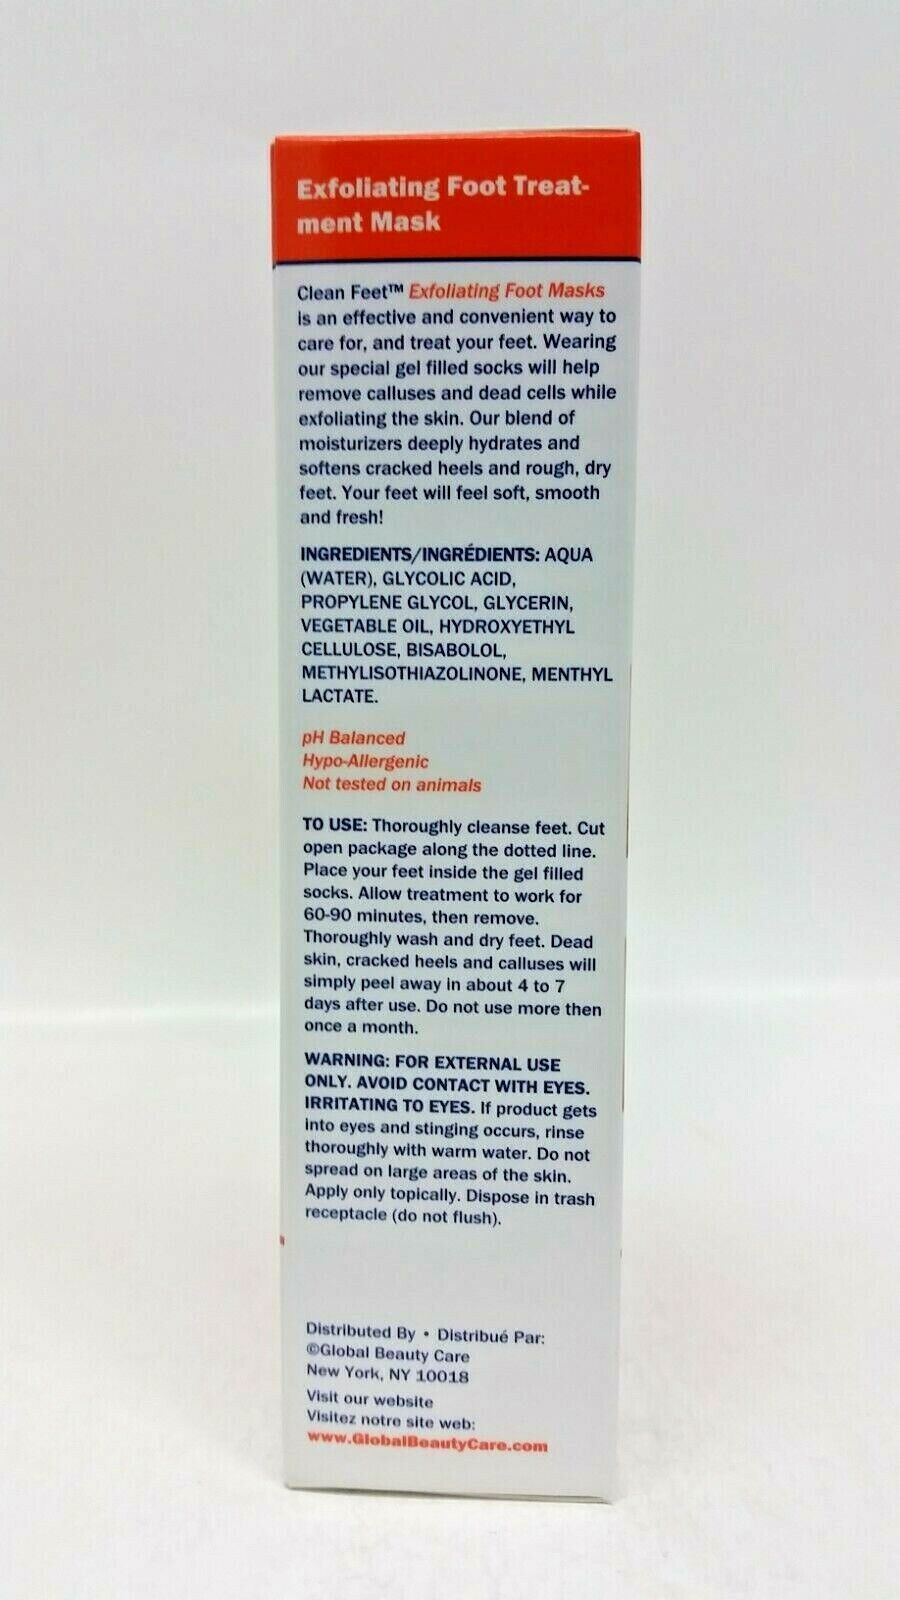 Exfoliating Foot Treat-
ment Mask
Clean Feet™ Exfoliating Foot Masks
is an effective and convenient way to
care for, and treat your feet. Wearing
our special gel filled socks will help
remove calluses and dead cells while
exfoliating the skin. Our blend of
moisturizers deeply hydrates and
softens cracked heels and rough, dry
feet. Your feet will feel soft, smooth
and fresh!
INGREDIENTS/INGRÉDIENTS: AQUA
(WATER), GLYCOLIC ACID,
PROPYLENE GLYCOL, GLYCERIN,
VEGETABLE OIL, HYDROXYETHYL
CELLULOSE, BISABOLOL,
METHYLISOTHIAZOLINONE, MENTHYL
LACTATE.
pH Balanced
Hypo-Allergenic
Not tested on animals
TO USE: Thoroughly cleanse feet. Cut
open package along the dotted line.
Place your feet inside the gel filled
socks. Allow treatment to work for
60-90 minutes, then remove.
Thoroughly wash and dry feet. Dead
skin, cracked heels and calluses will
simply peel away in about 4 to 7
days after use. Do not use more then
once a month.
WARNING: FOR EXTERNAL USE
ONLY. AVOID CONTACT WITH EYES.
IRRITATING TO EYES. If product gets
into eyes and stinging occurs, rinse
thoroughly with warm water. Do not
spread on large areas of the skin.
Apply only topically. Dispose in trash
receptacle (do not flush).
Distributed By • Distribué Par:
©Global Beauty Care
New York, NY 10018
Visit our website
Visitez notre site web:
www.GlobalBeautyCare.com